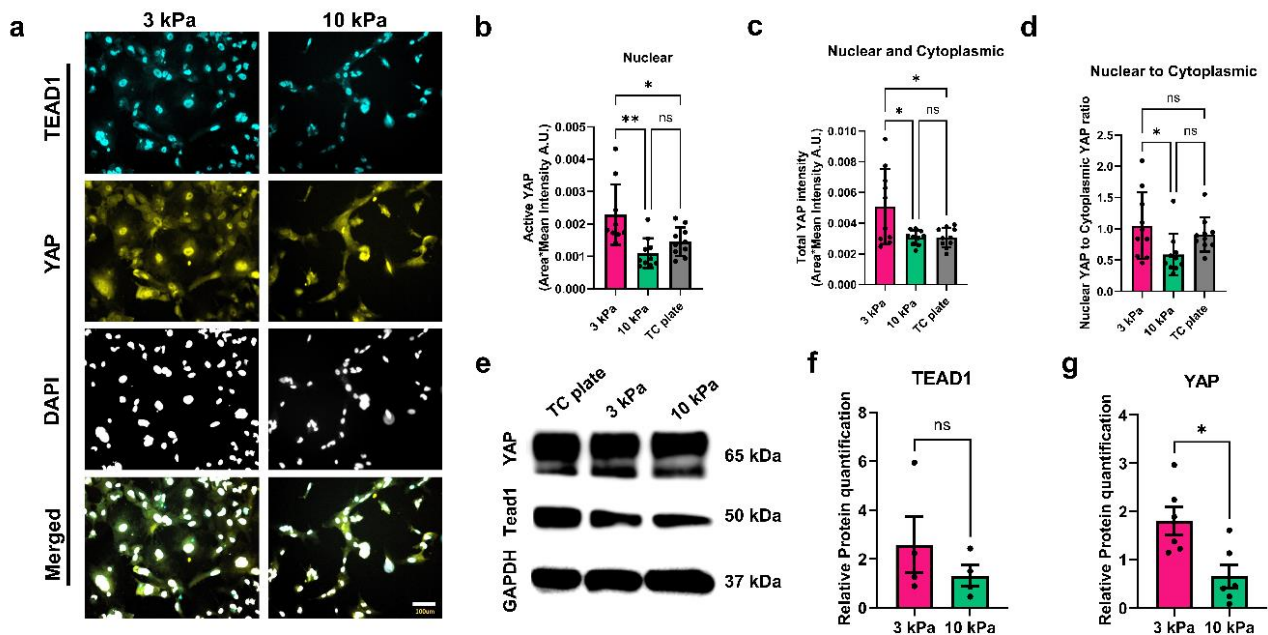 a
3 kPa
10 kPa
TEAD1
YAP
DAPI
Merged
100um
b
Nuclear
*
**
ns
Active YAP
(Area*Mean Intensity A.U.)
0.005
0.004
0.003
0.002
0.001
0.000
3 kPa
10 kPa
TC plate
c
Nuclear and Cytoplasmic
*
*
ns
Total YAP intensity
(Area*Mean Intensity A.U.)
0.010
0.008
0.006
0.004
0.002
0.000
3 kPa
10 kPa
TC plate
d
Nuclear to Cytoplasmic
ns
*
ns
Nuclear YAP to Cytoplasmic YAP ratio
2.5
2.0
1.5
1.0
0.5
0.0
3 kPa
10 kPa
TC plate
e
TC plate
3 kPa
10 kPa
YAP
65 kDa
Tead1
50 kDa
GAPDH
37 kDa
f
TEAD1
ns
Relative Protein quantification
8
6
4
2
0
3 kPa
10 kPa
g
YAP
*
Relative Protein quantification
4
3
2
1
0
3 kPa
10 kPa